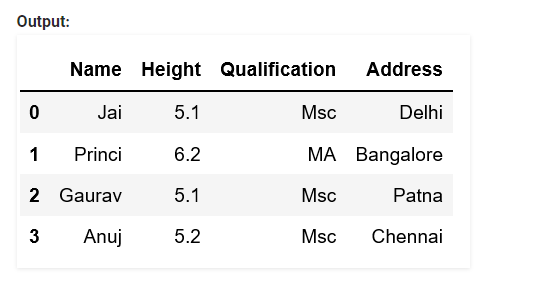 Output:
Name Height Qualification Address
0 Jai 5.1 Msc Delhi
1 Princi 6.2 MA Bangalore
2 Gaurav 5.1 Msc Patna
3 Anuj 5.2 Msc Chennai